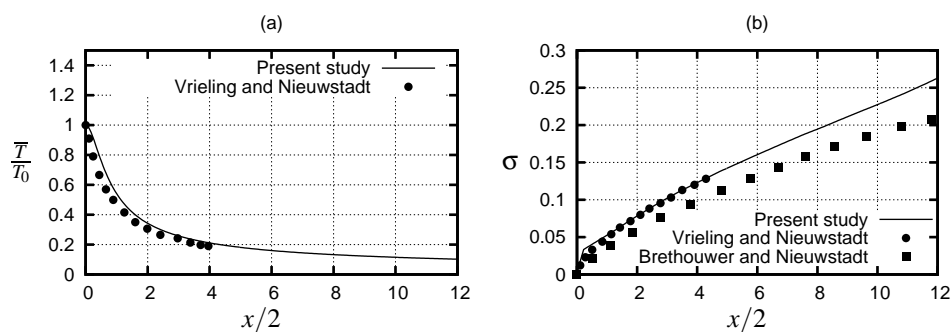 (a)
1.4
1.2
1
0.8
0.6
0.4
0.2
0
T̅/T₀
Present study
Vrieling and Nieuwstadt
0 2 4 6 8 10 12
x/2
(b)
0.3
0.25
0.2
0.15
0.1
0.05
0
σ
Present study
Vrieling and Nieuwstadt
Brethouwer and Nieuwstadt
0 2 4 6 8 10 12
x/2